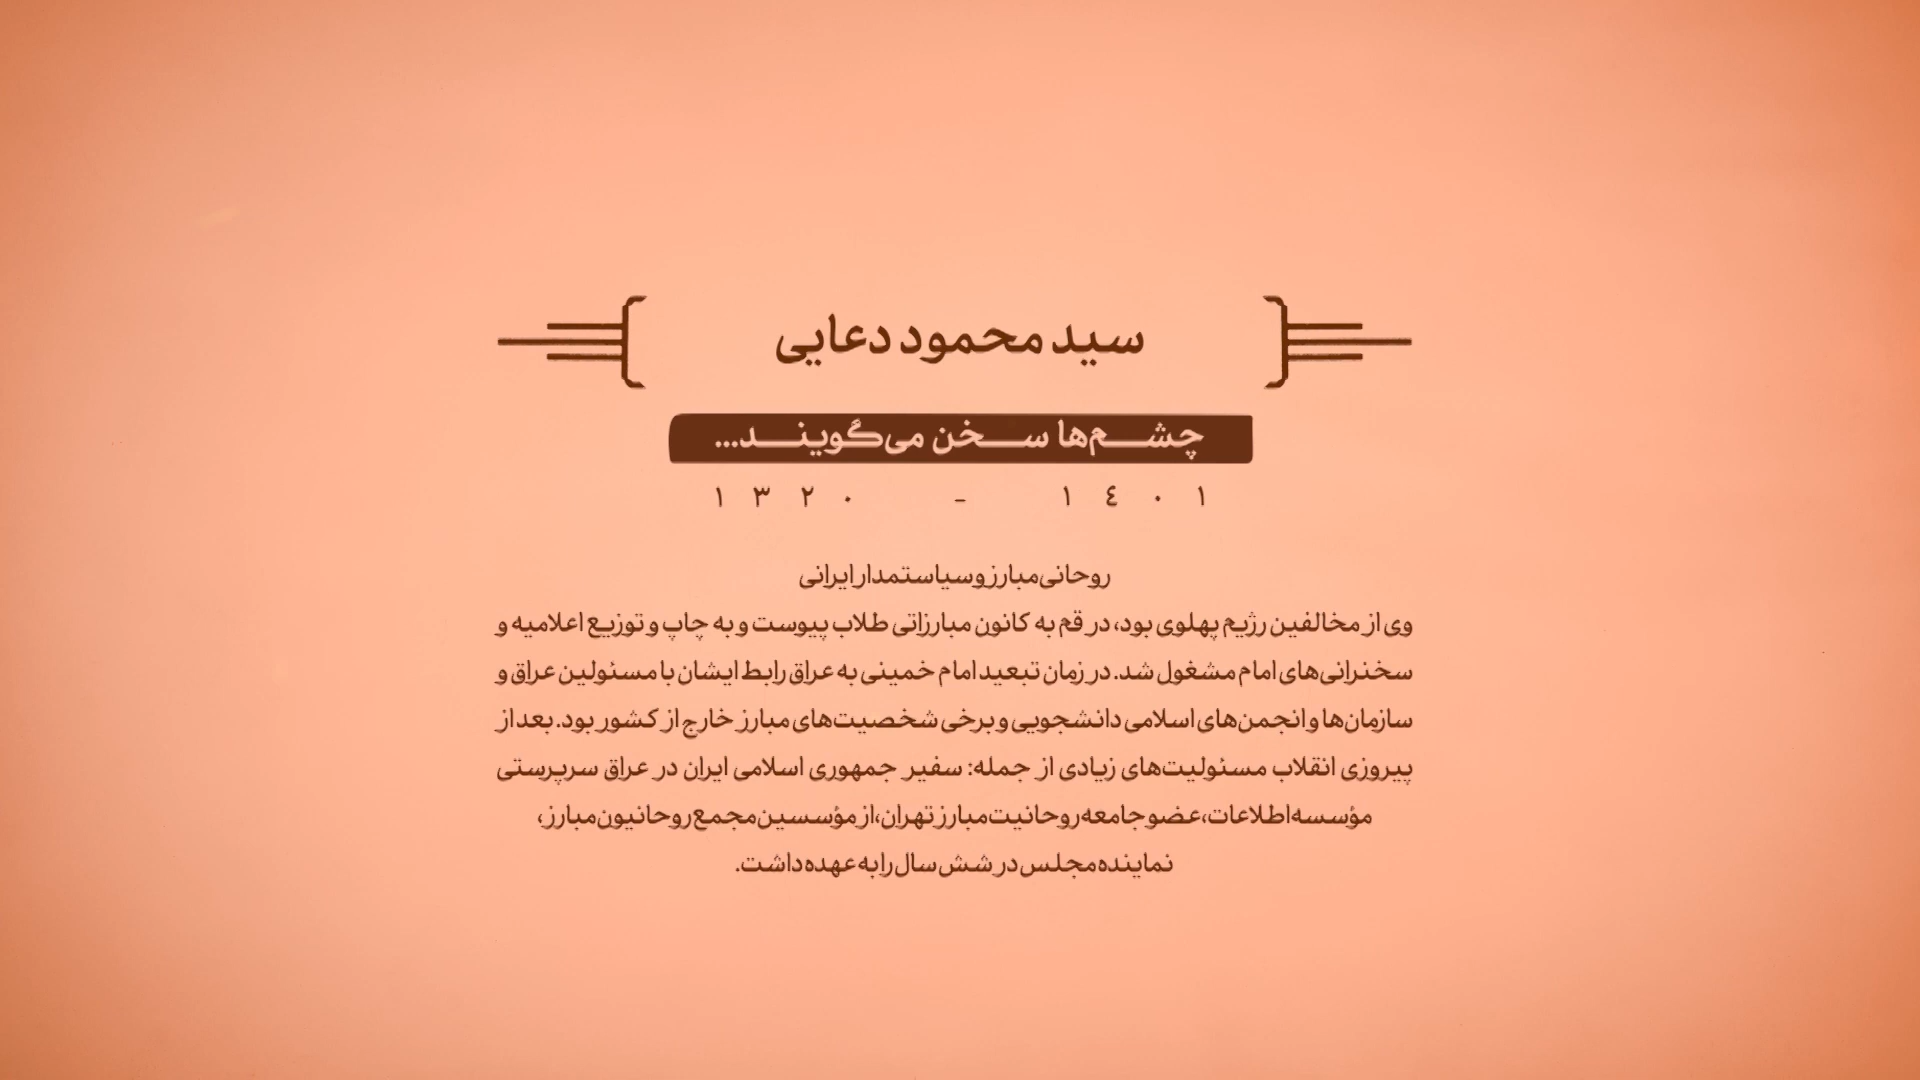 سید محمود دعایی
چشم‌ها سخن می‌گویند...
۱۳۲۰ - ۱٤۰۱
روحانی مبارز و سیاستمدار ایرانی
وی از مخالفین رژیم پهلوی بود، در قم به کانون مبارزاتی طلاب پیوست و به چاپ و توزیع اعلامیه و
سخنرانی‌های امام مشغول شد. در زمان تبعید امام خمینی به عراق رابط ایشان با مسئولین عراق و
سازمان‌ها و انجمن‌های اسلامی دانشجویی و برخی شخصیت‌های مبارز خارج از کشور بود. بعد از
پیروزی انقلاب مسئولیت‌های زیادی از جمله: سفیر جمهوری اسلامی ایران در عراق سرپرستی
مؤسسه اطلاعات، عضو جامعه روحانیت مبارز تهران، از مؤسسین مجمع روحانیون مبارز،
نماینده مجلس در شش سال را به عهده داشت.